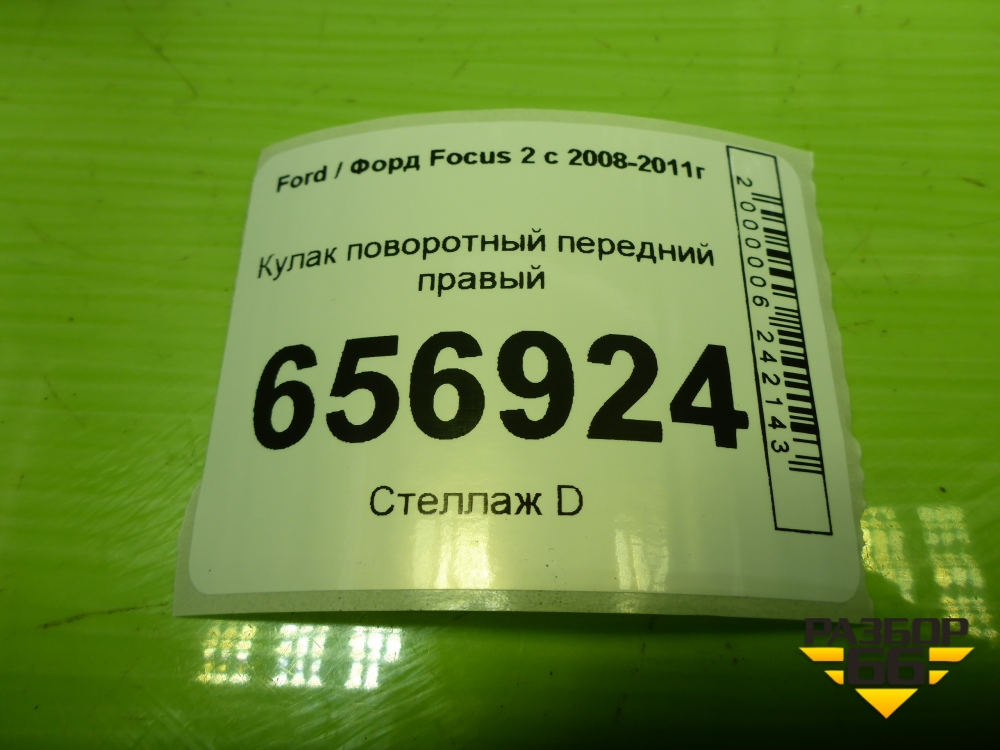 Ford / Форд Focus 2 с 2008-2011г
Кулак поворотный передний
правый
656924
Стеллаж D
2000006242143
РАЗБОР
66